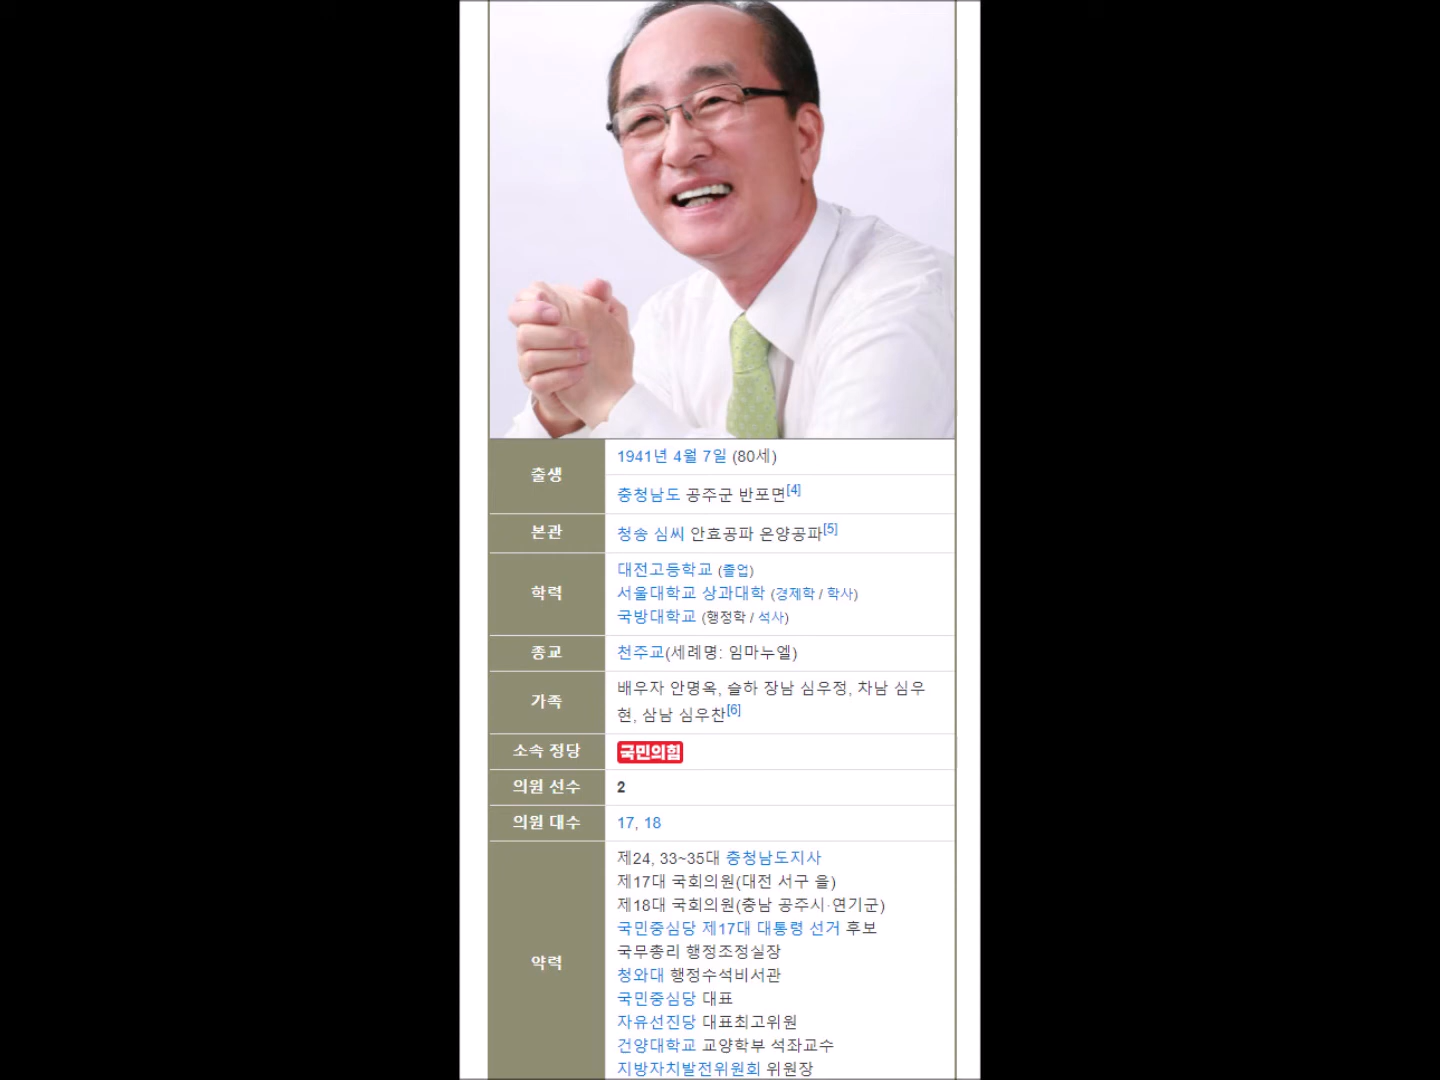 출생
1941년 4월 7일 (80세)
충청남도 공주군 반포면[4]
본관
청송 심씨 안효공파 온양공파[5]
학력
대전고등학교 (졸업)
서울대학교 상과대학 (경제학 / 학사)
국방대학교 (행정학 / 석사)
종교
천주교(세례명: 임마누엘)
가족
배우자 안명옥, 슬하 장남 심우정, 차남 심우
현, 삼남 심우찬[6]
소속 정당
국민의힘
의원 선수
2
의원 대수
17, 18
약력
제24, 33~35대 충청남도지사
제17대 국회의원(대전 서구 을)
제18대 국회의원(충남 공주시·연기군)
국민중심당 제17대 대통령 선거 후보
국무총리 행정조정실장
청와대 행정수석비서관
국민중심당 대표
자유선진당 대표최고위원
건양대학교 교양학부 석좌교수
지방자치발전위원회 위원장